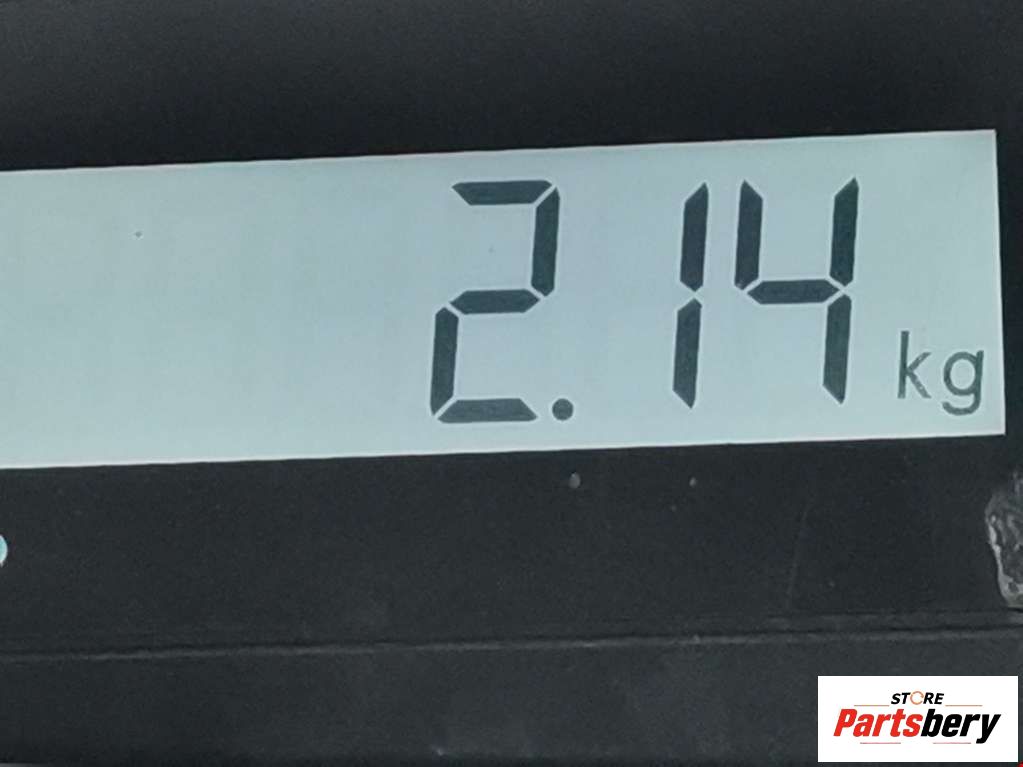 2.14 kg
STORE
Partsbery